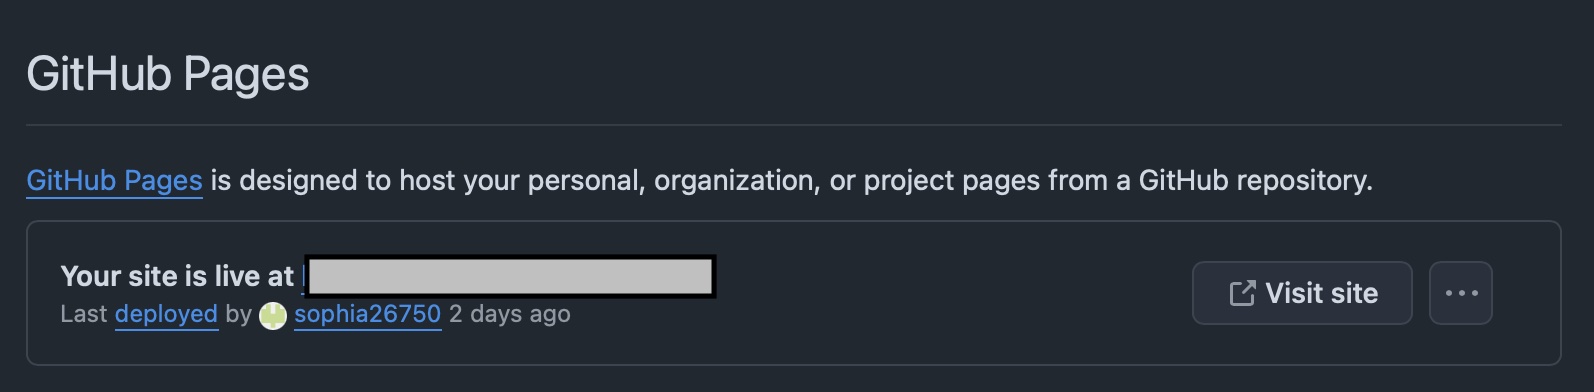 GitHub Pages
GitHub Pages is designed to host your personal, organization, or project pages from a GitHub repository.
Your site is live at
Last deployed by sophia26750 2 days ago
Visit site